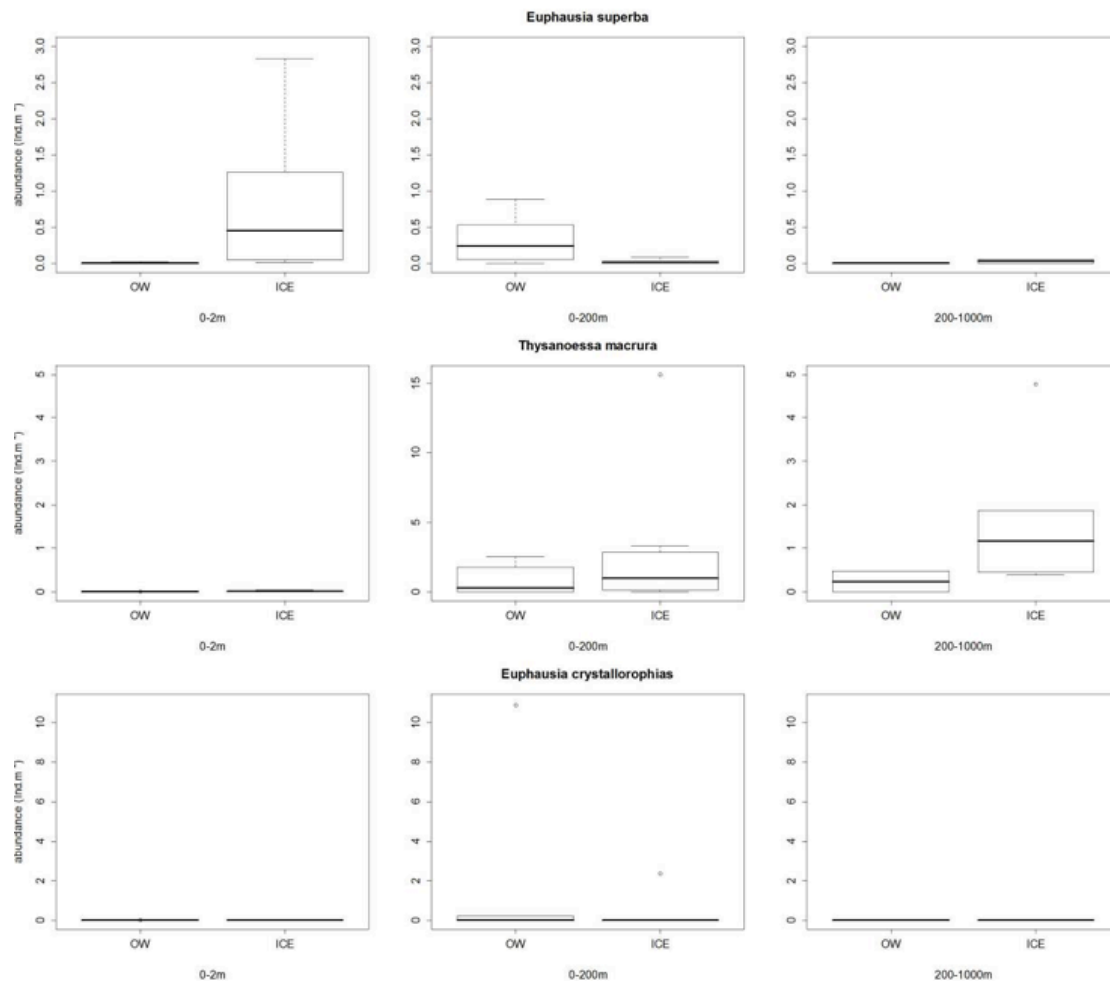 Euphausia superba
abundance (Ind.m⁻
3.0
2.5
2.0
1.5
1.0
0.5
0.0
OW ICE
0-2m
3.0
2.5
2.0
1.5
1.0
0.5
0.0
OW ICE
0-200m
3.0
2.5
2.0
1.5
1.0
0.5
0.0
OW ICE
200-1000m
Thysanoessa macrura
abundance (Ind.m⁻
5
4
3
2
1
0
OW ICE
0-2m
15
10
5
0
OW ICE
0-200m
5
4
3
2
1
0
OW ICE
200-1000m
Euphausia crystallorophias
abundance (Ind.m⁻
10
8
6
4
2
0
OW ICE
0-2m
10
8
6
4
2
0
OW ICE
0-200m
10
8
6
4
2
0
OW ICE
200-1000m